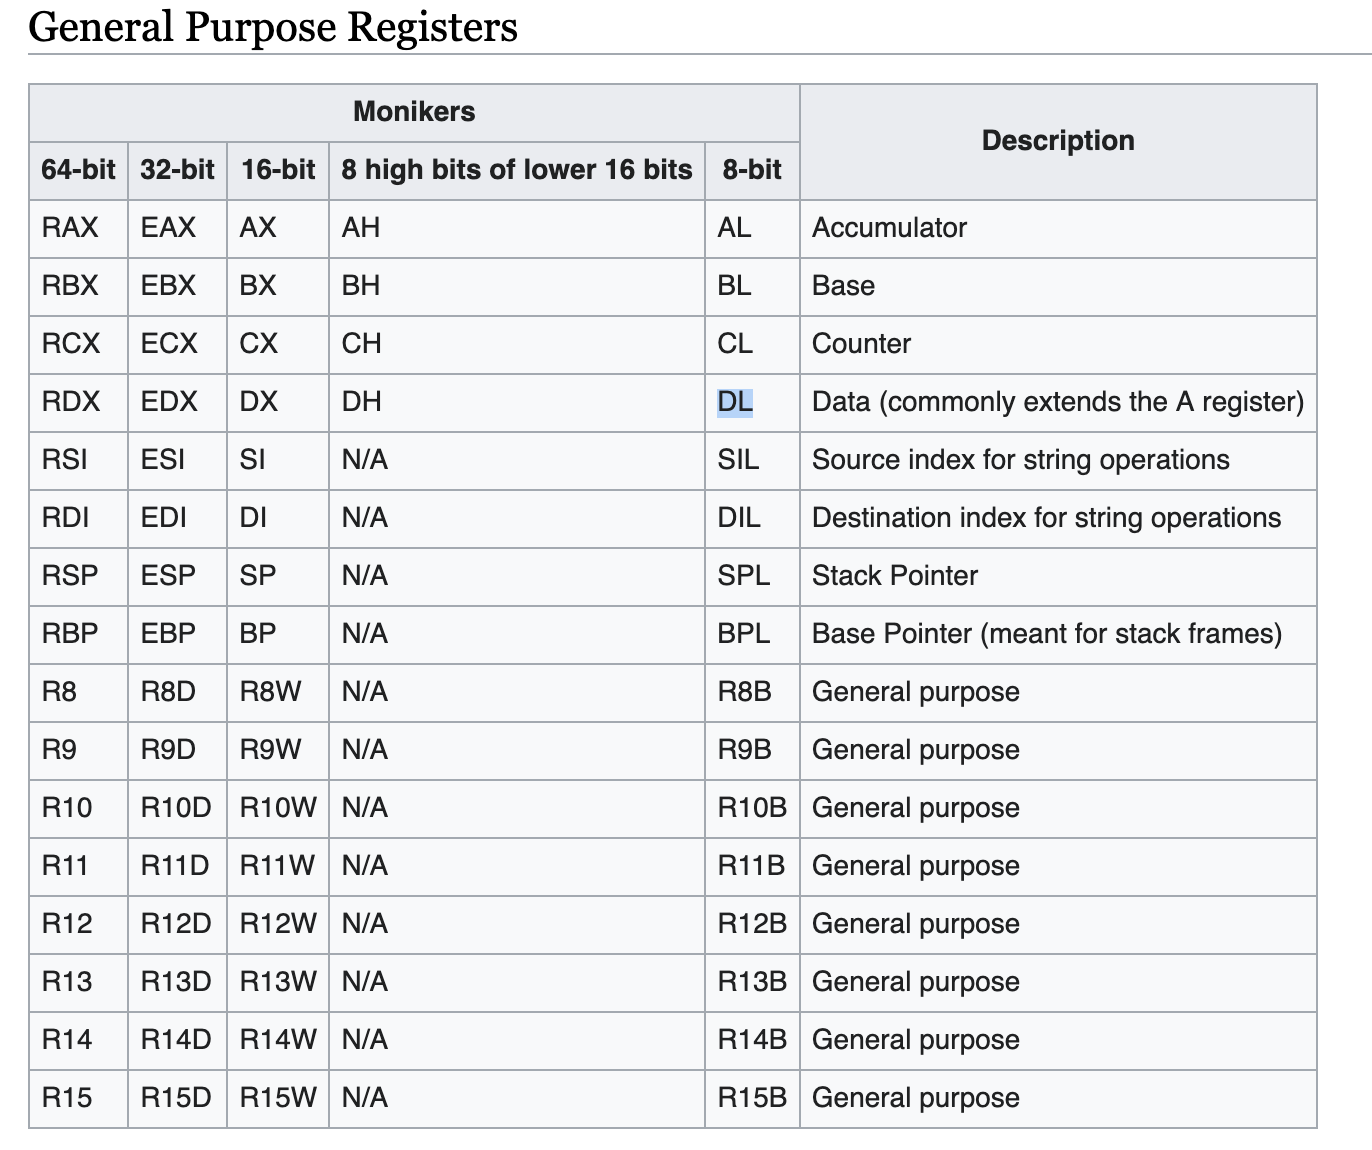 General Purpose Registers
Monikers Description
64-bit 32-bit 16-bit 8 high bits of lower 16 bits 8-bit
RAX EAX AX AH AL Accumulator
RBX EBX BX BH BL Base
RCX ECX CX CH CL Counter
RDX EDX DX DH DL Data (commonly extends the A register)
RSI ESI SI N/A SIL Source index for string operations
RDI EDI DI N/A DIL Destination index for string operations
RSP ESP SP N/A SPL Stack Pointer
RBP EBP BP N/A BPL Base Pointer (meant for stack frames)
R8 R8D R8W N/A R8B General purpose
R9 R9D R9W N/A R9B General purpose
R10 R10D R10W N/A R10B General purpose
R11 R11D R11W N/A R11B General purpose
R12 R12D R12W N/A R12B General purpose
R13 R13D R13W N/A R13B General purpose
R14 R14D R14W N/A R14B General purpose
R15 R15D R15W N/A R15B General purpose